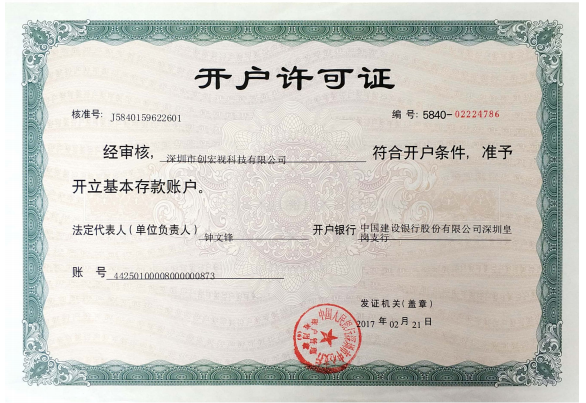 开户许可证
核准号: J5840159622601 编 号: 5840-02224786
经审核, 深圳市创宏视科技有限公司 符合开户条件, 准予
开立基本存款账户。
法定代表人(单位负责人) 钟文锋 开户银行 中国建设银行股份有限公司深圳皇
岗支行
账 号 44250100008000000873
发证机关(盖章)
2017 年 02 月 21 日